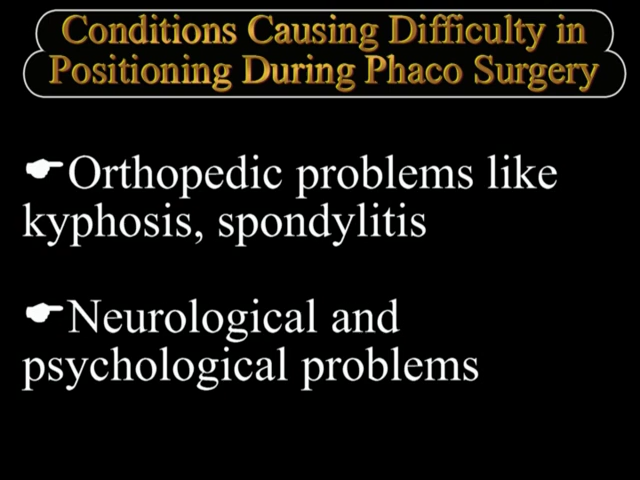 Conditions Causing Difficulty in
Positioning During Phaco Surgery
Orthopedic problems like
kyphosis, spondylitis
Neurological and
psychological problems